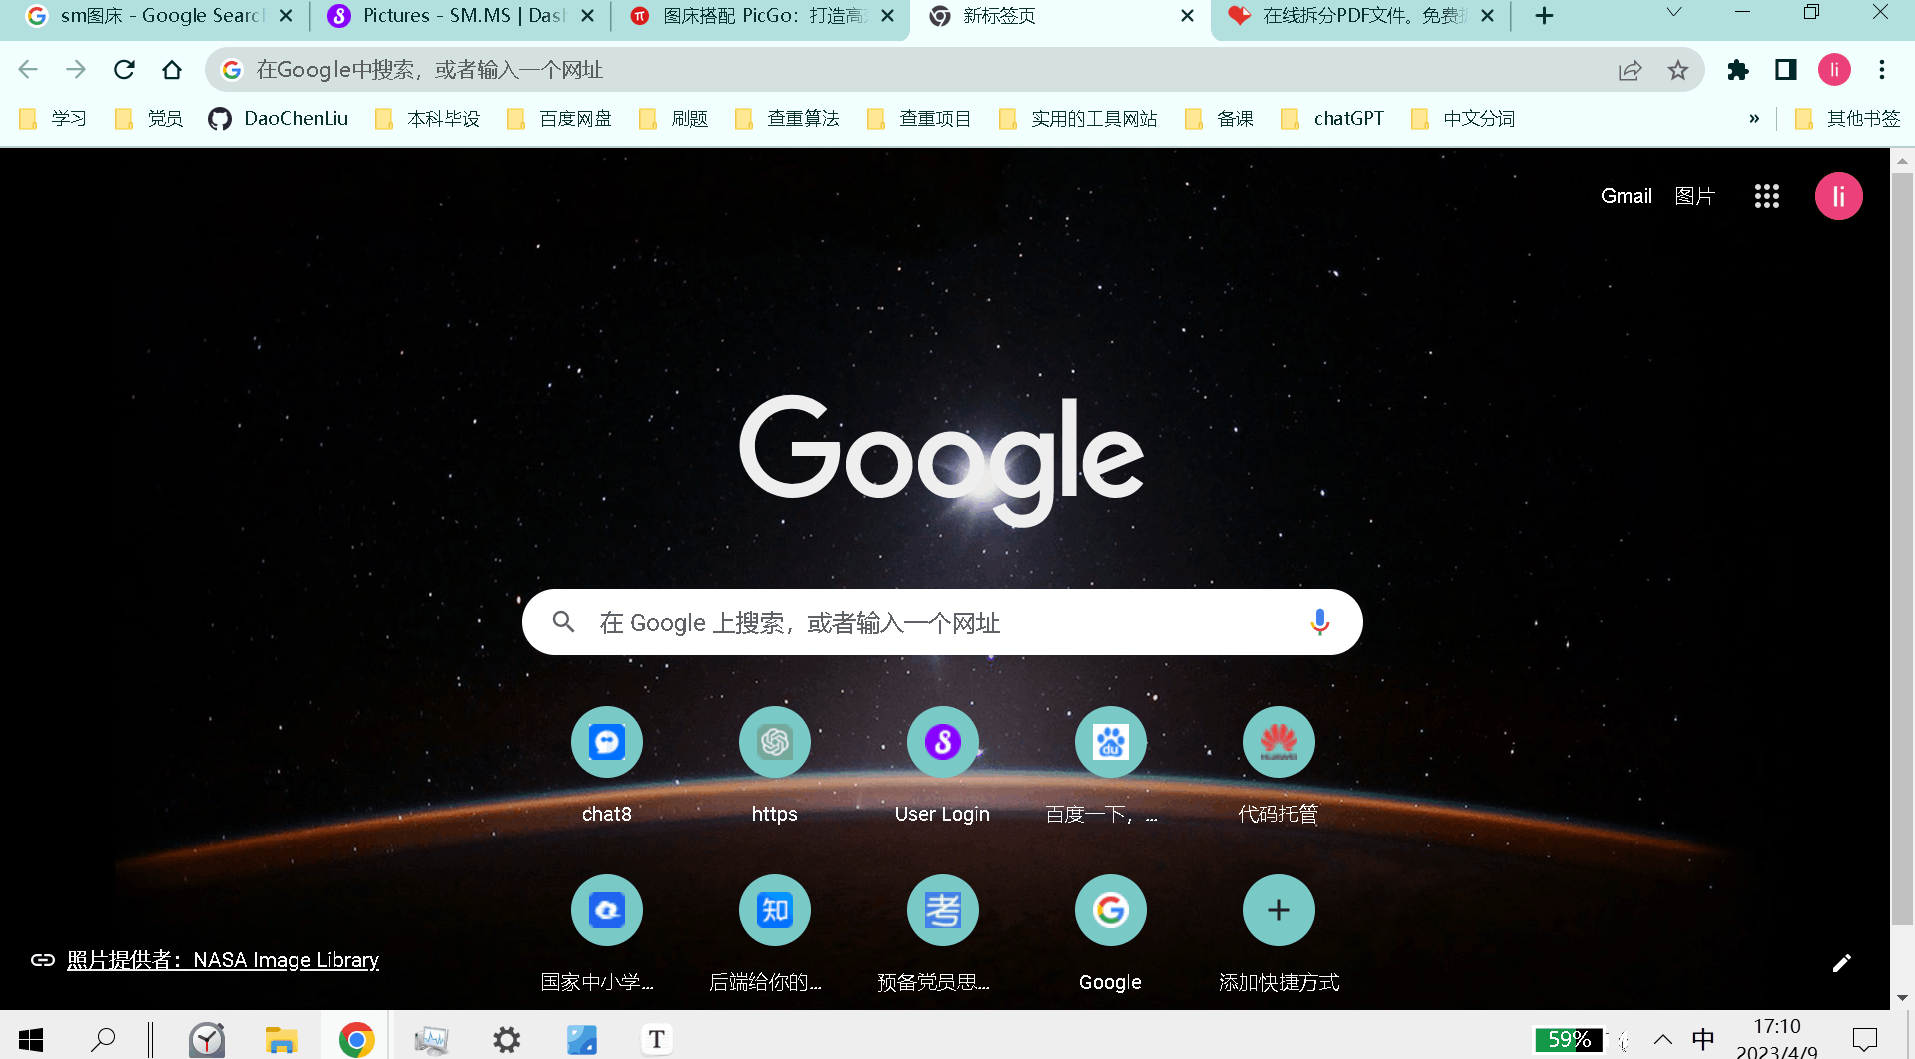 sm图床 - Google Searc
Pictures - SM.MS | Das
图床搭配 PicGo：打造高
新标签页
在线拆分PDF文件。免费
在Google中搜索，或者输入一个网址
li
学习
党员
DaoChenLiu
本科毕设
百度网盘
刷题
查重算法
查重项目
实用的工具网站
备课
chatGPT
中文分词
»
其他书签
Gmail
图片
li
Google
在 Google 上搜索，或者输入一个网址
du
HUAWEI
chat8
https
User Login
百度一下，...
代码托管
知
考
国家中小学...
后端给你的...
预备党员思...
Google
添加快捷方式
照片提供者：NASA Image Library
T
59%
中
17:10
2023/4/9